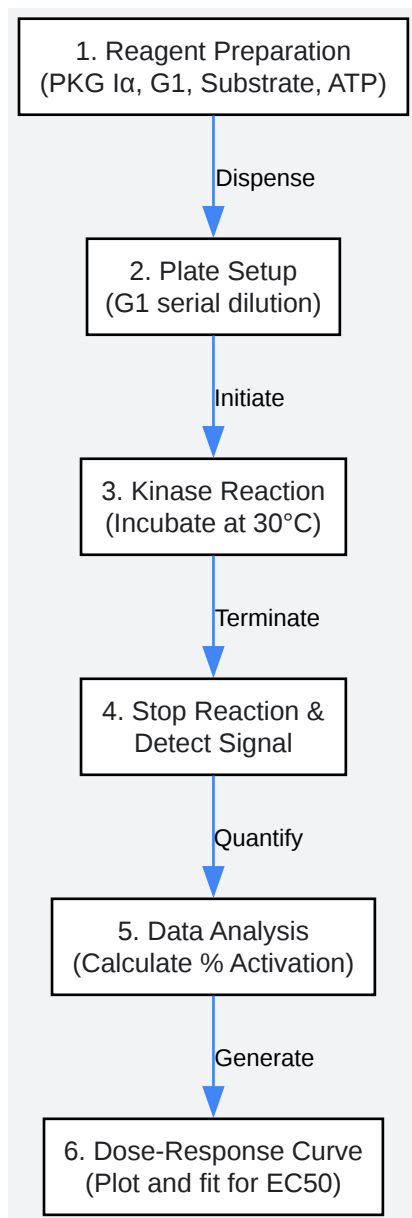 1. Reagent Preparation
(PKG Iα, G1, Substrate, ATP)
Dispense
2. Plate Setup
(G1 serial dilution)
Initiate
3. Kinase Reaction
(Incubate at 30°C)
Terminate
4. Stop Reaction &
Detect Signal
Quantify
5. Data Analysis
(Calculate % Activation)
Generate
6. Dose-Response Curve
(Plot and fit for EC50)